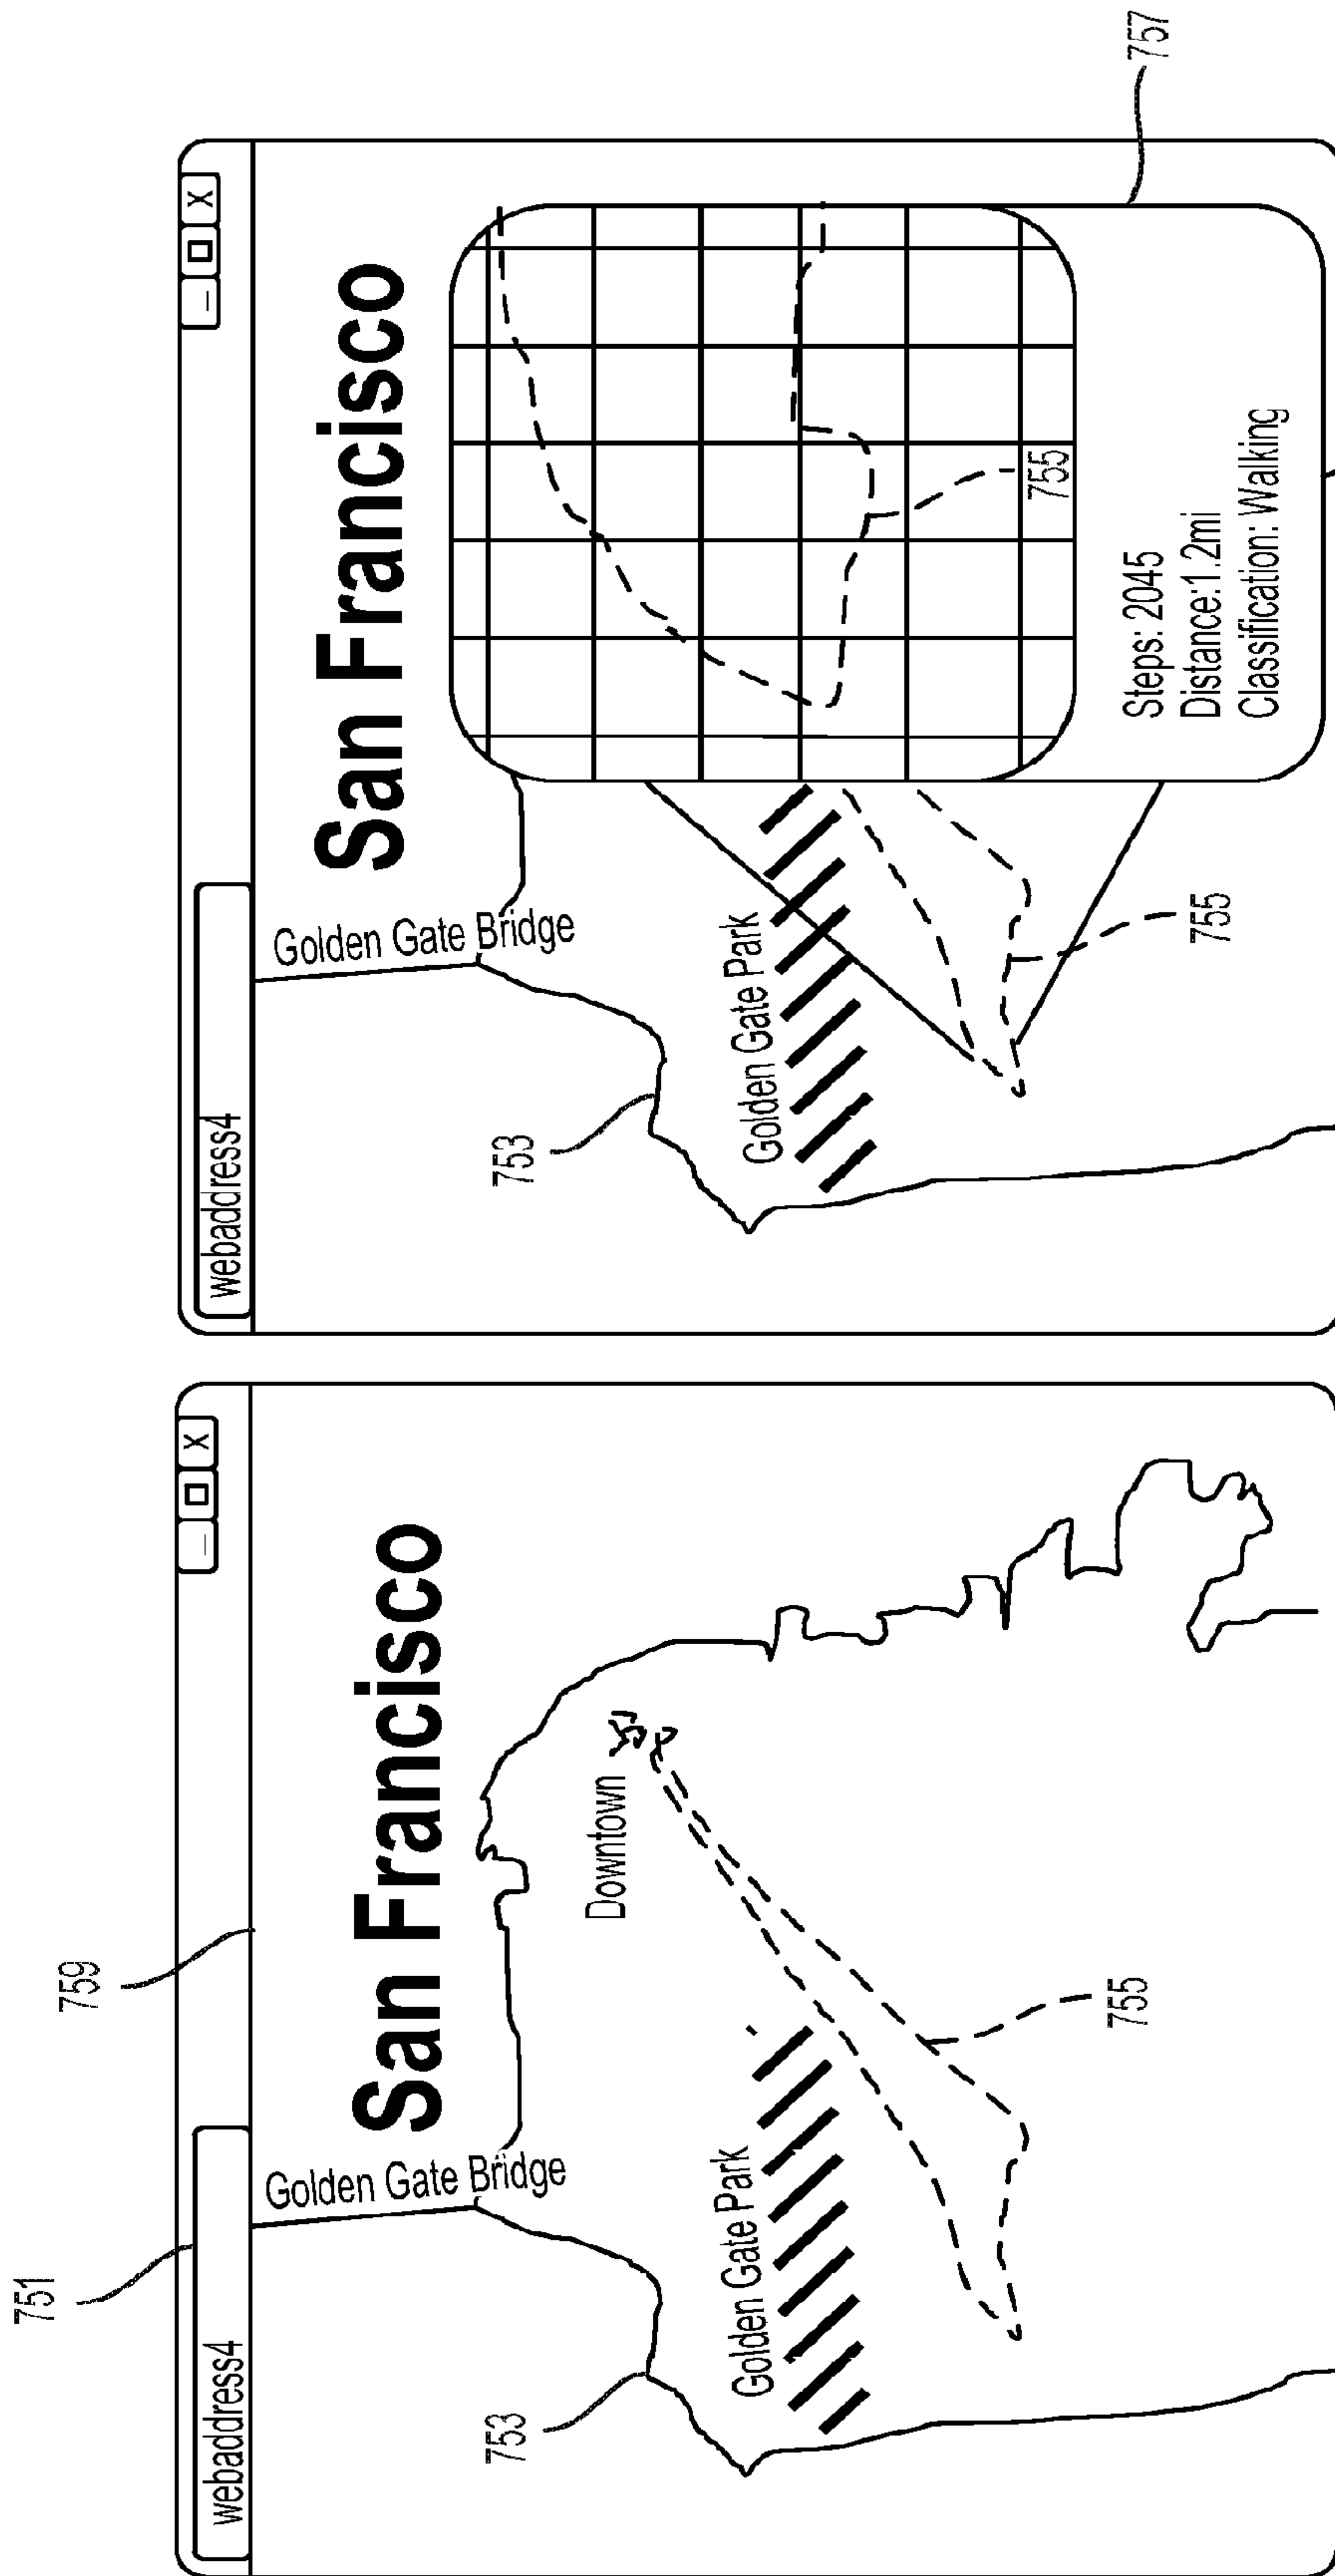 751
759
webaddress4
_ X
Golden Gate Bridge
San Francisco
753
Downtown
Golden Gate Park
755
webaddress4
_ X
Golden Gate Bridge
San Francisco
753
Golden Gate Park
755
755
Steps: 2045
Distance:1.2mi
Classification: Walking
757